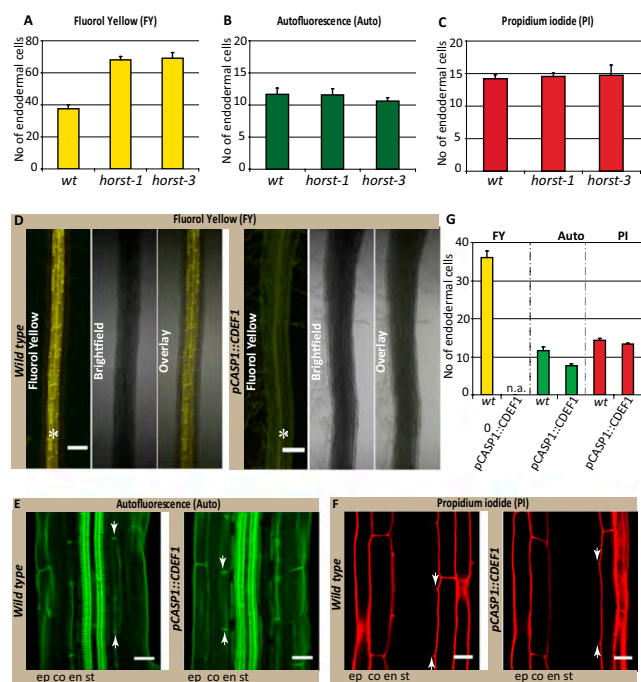 A
Fluorol Yellow (FY)
No of endodermal cells
80
60
40
20
0
wt
horst-1
horst-3
B
Autofluorescence (Auto)
No of endodermal cells
20
15
10
5
0
wt
horst-1
horst-3
C
Propidium iodide (PI)
No of endodermal cells
20
15
10
5
0
wt
horst-1
horst-3
D
Fluorol Yellow (FY)
Wild type
Fluorol Yellow
*
Brightfield
Overlay
pCASP1::CDEF1
Fluorol Yellow
*
Brightfield
Overlay
G
FY
Auto
PI
No of endodermal cells
40
30
20
10
0
n.a.
wt
pCASP1::CDEF1
wt
pCASP1::CDEF1
wt
pCASP1::CDEF1
E
Autofluorescence (Auto)
Wild type
pCASP1::CDEF1
ep co en st
ep co en st
F
Propidium iodide (PI)
Wild type
pCASP1::CDEF1
ep co en st
ep co en st